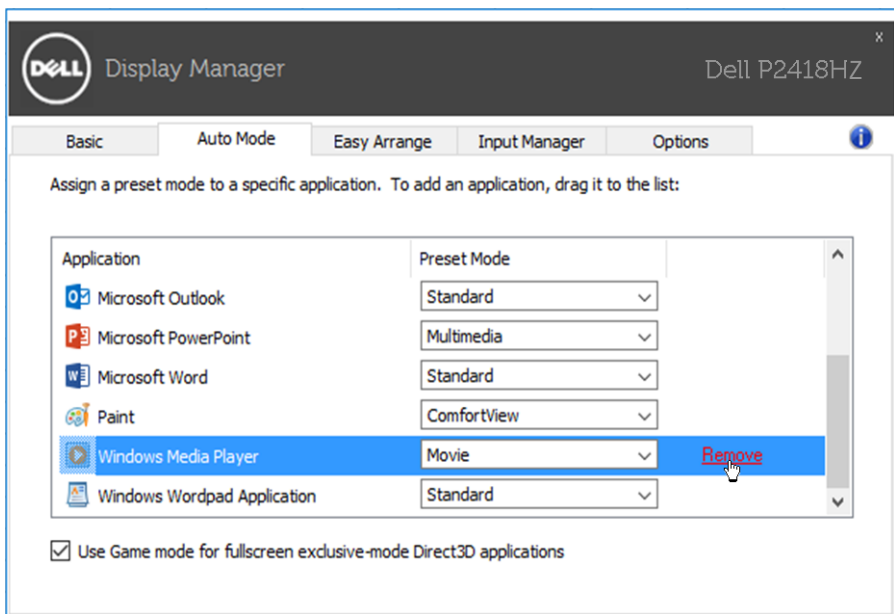 DELL Display Manager
Dell P2418HZ
x
Basic Auto Mode Easy Arrange Input Manager Options
Assign a preset mode to a specific application. To add an application, drag it to the list:
Application Preset Mode
Microsoft Outlook Standard
Microsoft PowerPoint Multimedia
Microsoft Word Standard
Paint ComfortView
Windows Media Player Movie Remove
Windows Wordpad Application Standard
Use Game mode for fullscreen exclusive-mode Direct3D applications